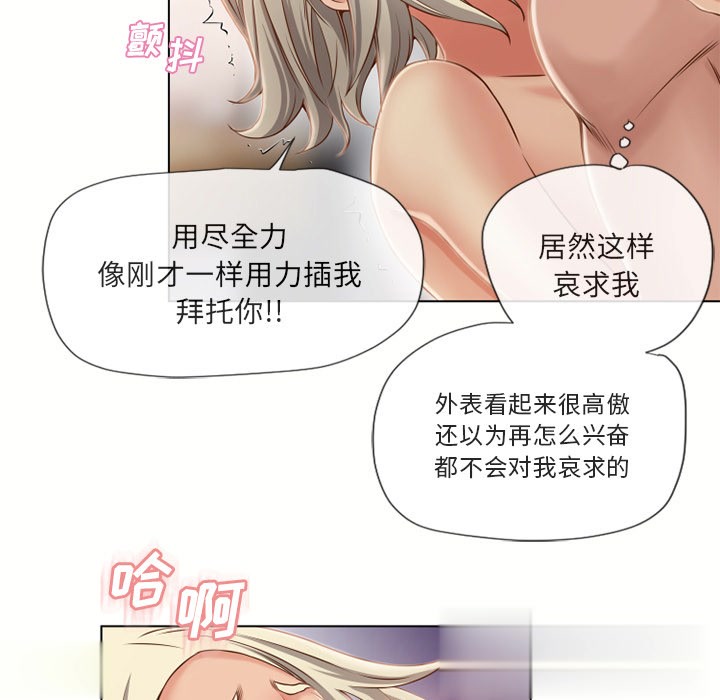 颤抖
用尽全力
像刚才一样用力插我
拜托你!!
居然这样
哀求我
外表看起来很高傲
还以为再怎么兴奋
都不会对我哀求的
哈啊